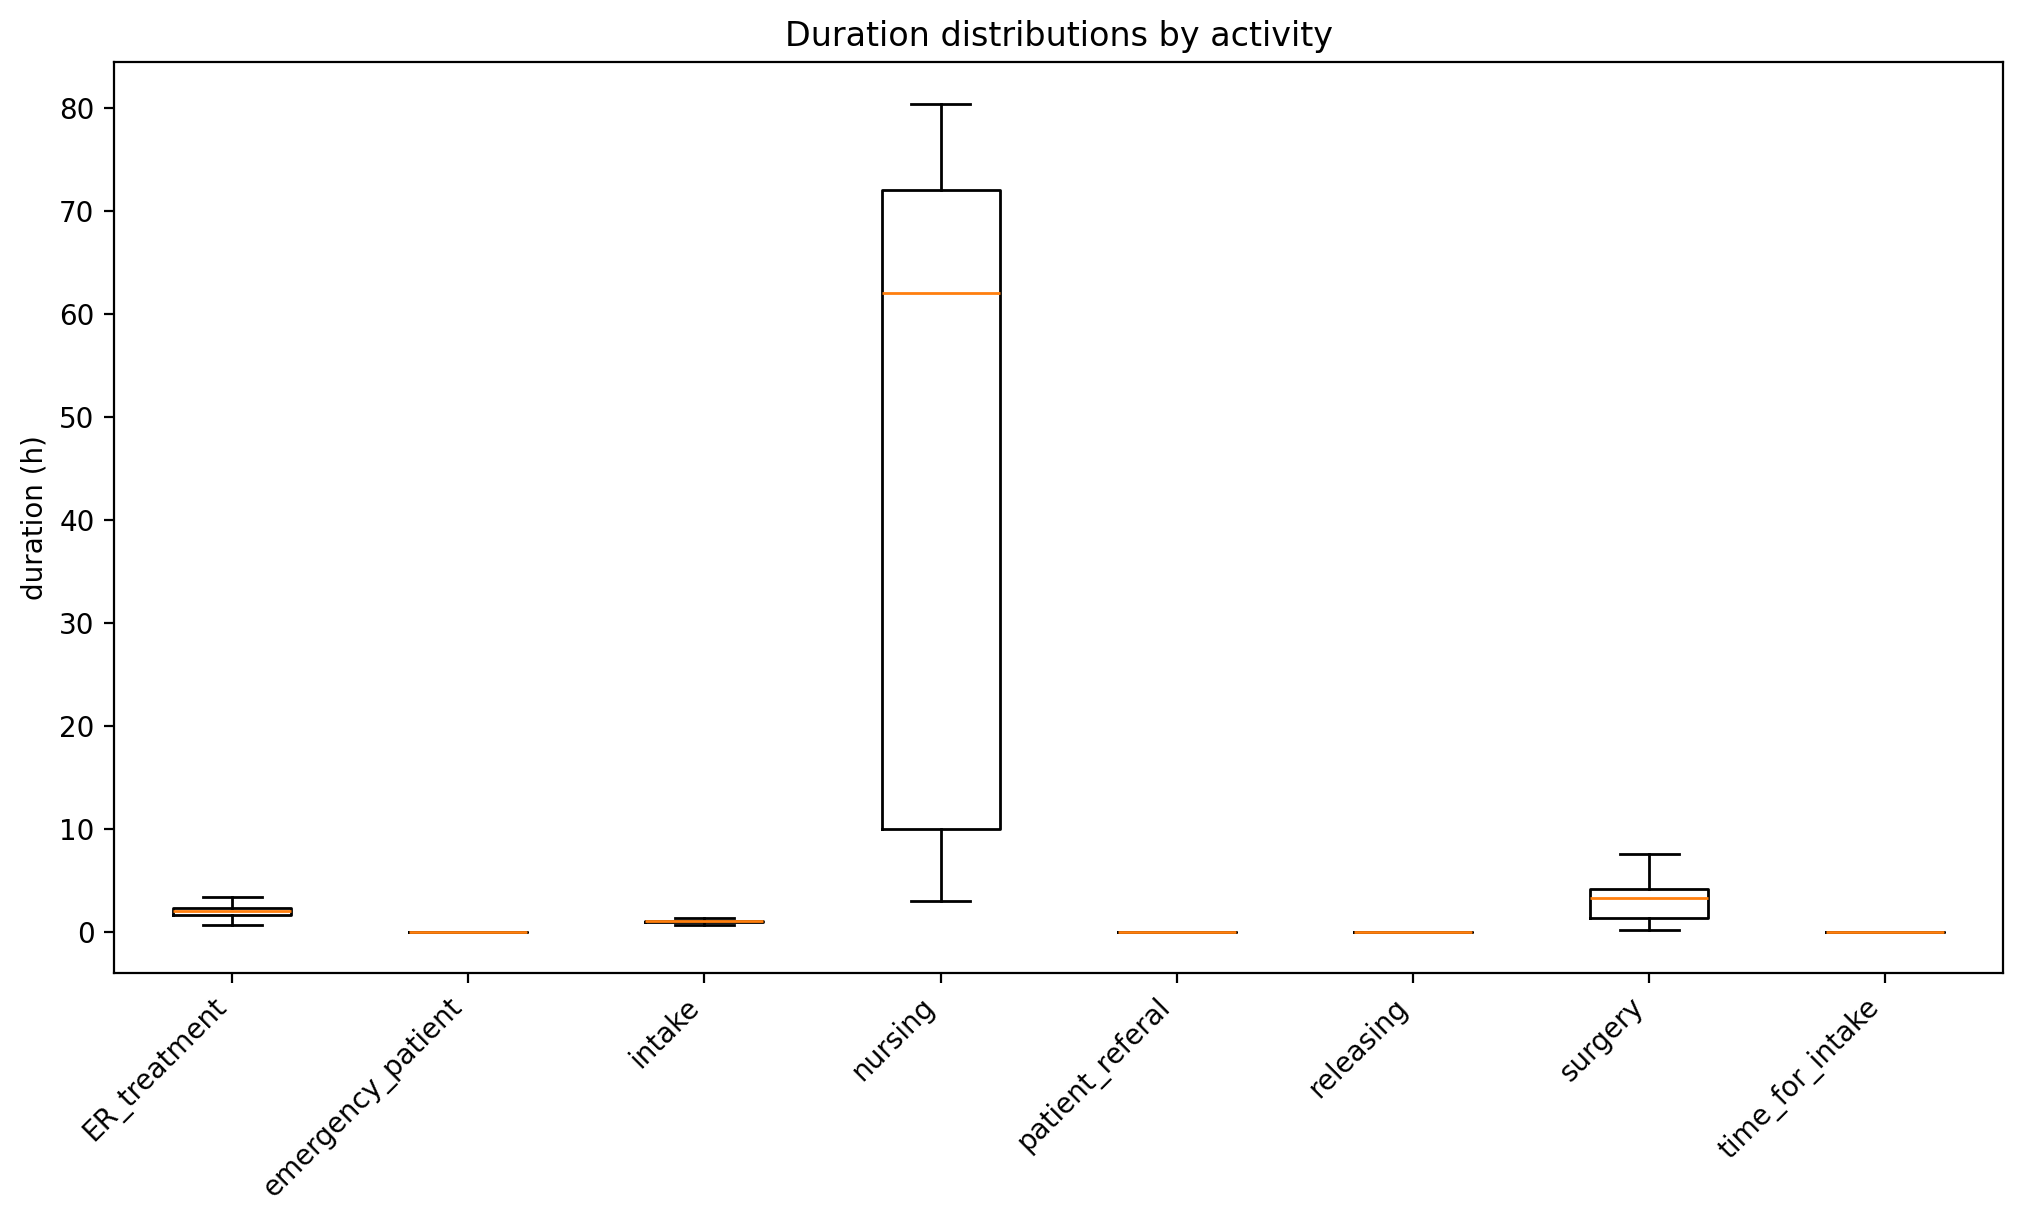 Duration distributions by activity
duration (h)
80
70
60
50
40
30
20
10
0
ER_treatment
emergency_patient
intake
nursing
patient_referal
releasing
surgery
time_for_intake